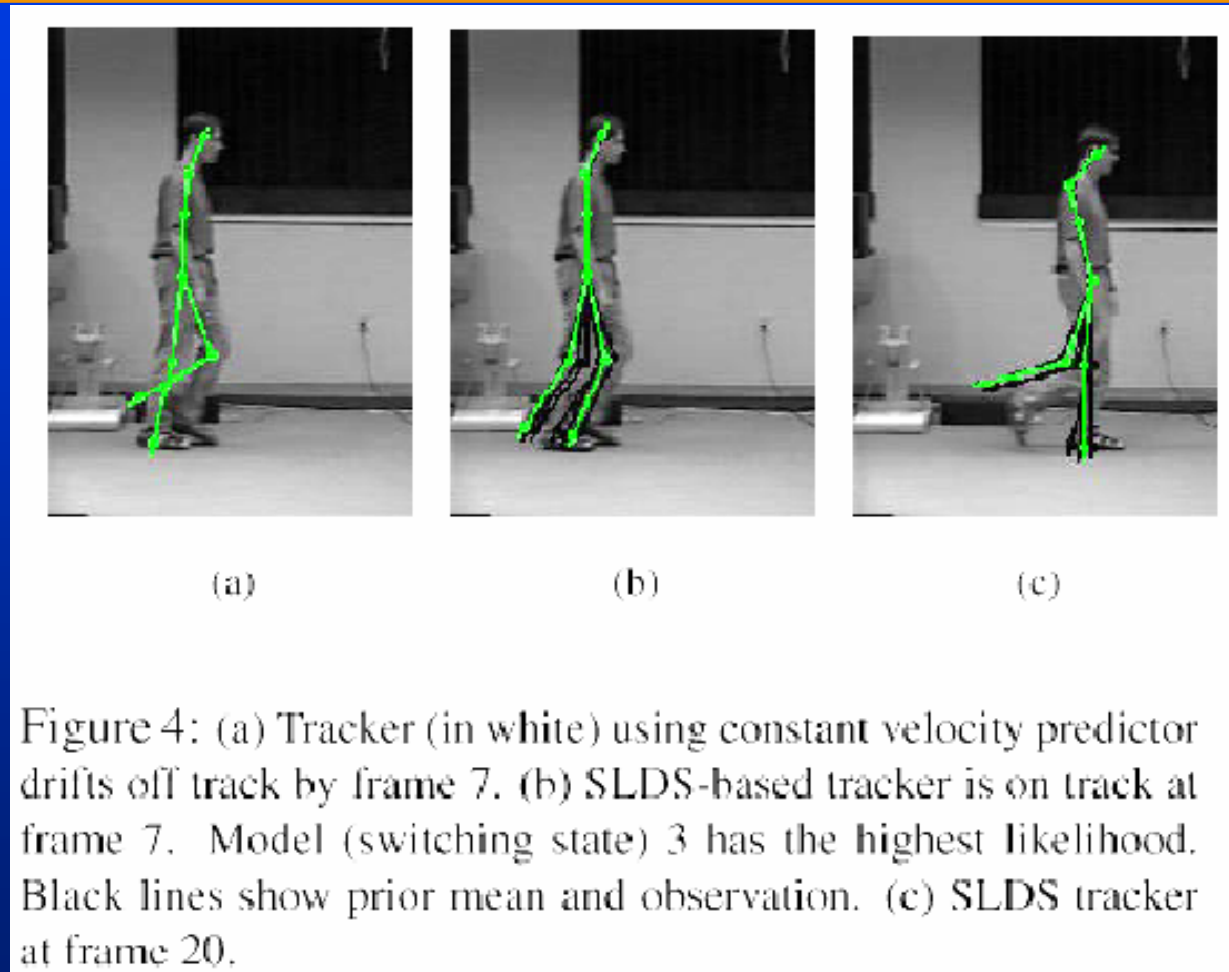 (a)
(b)
(c)
Figure 4: (a) Tracker (in white) using constant velocity predictor
drifts off track by frame 7. (b) SLDS-based tracker is on track at
frame 7. Model (switching state) 3 has the highest likelihood.
Black lines show prior mean and observation. (c) SLDS tracker
at frame 20.